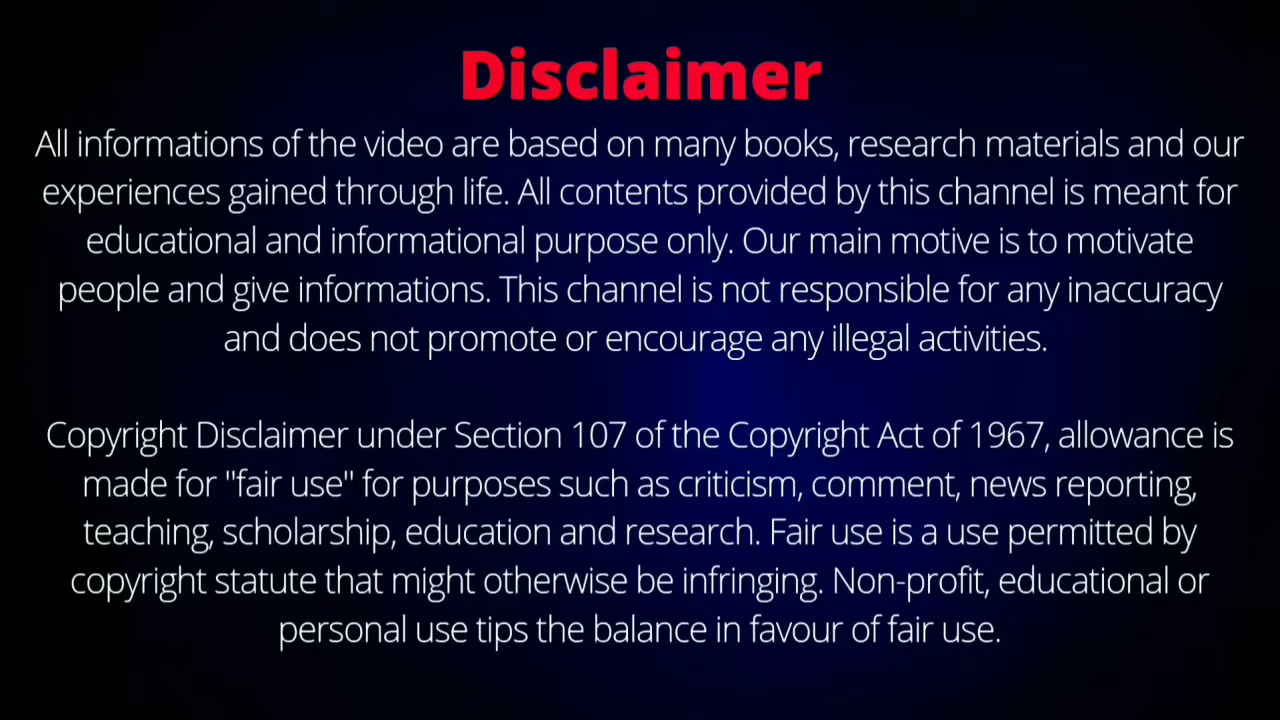 Disclaimer
All informations of the video are based on many books, research materials and our
experiences gained through life. All contents provided by this channel is meant for
educational and informational purpose only. Our main motive is to motivate
people and give informations. This channel is not responsible for any inaccuracy
and does not promote or encourage any illegal activities.
Copyright Disclaimer under Section 107 of the Copyright Act of 1967, allowance is
made for "fair use" for purposes such as criticism, comment, news reporting,
teaching, scholarship, education and research. Fair use is a use permitted by
copyright statute that might otherwise be infringing. Non-profit, educational or
personal use tips the balance in favour of fair use.